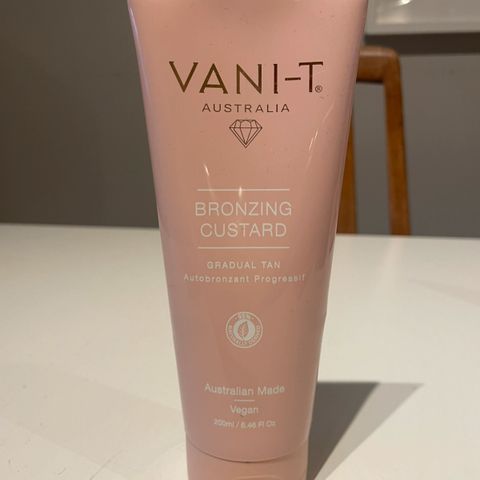 VANI-T®
AUSTRALIA
BRONZING
CUSTARD
GRADUAL TAN
Autobronzant Progressif
Australian Made
Vegan
200ml / 6.46 Fl Oz